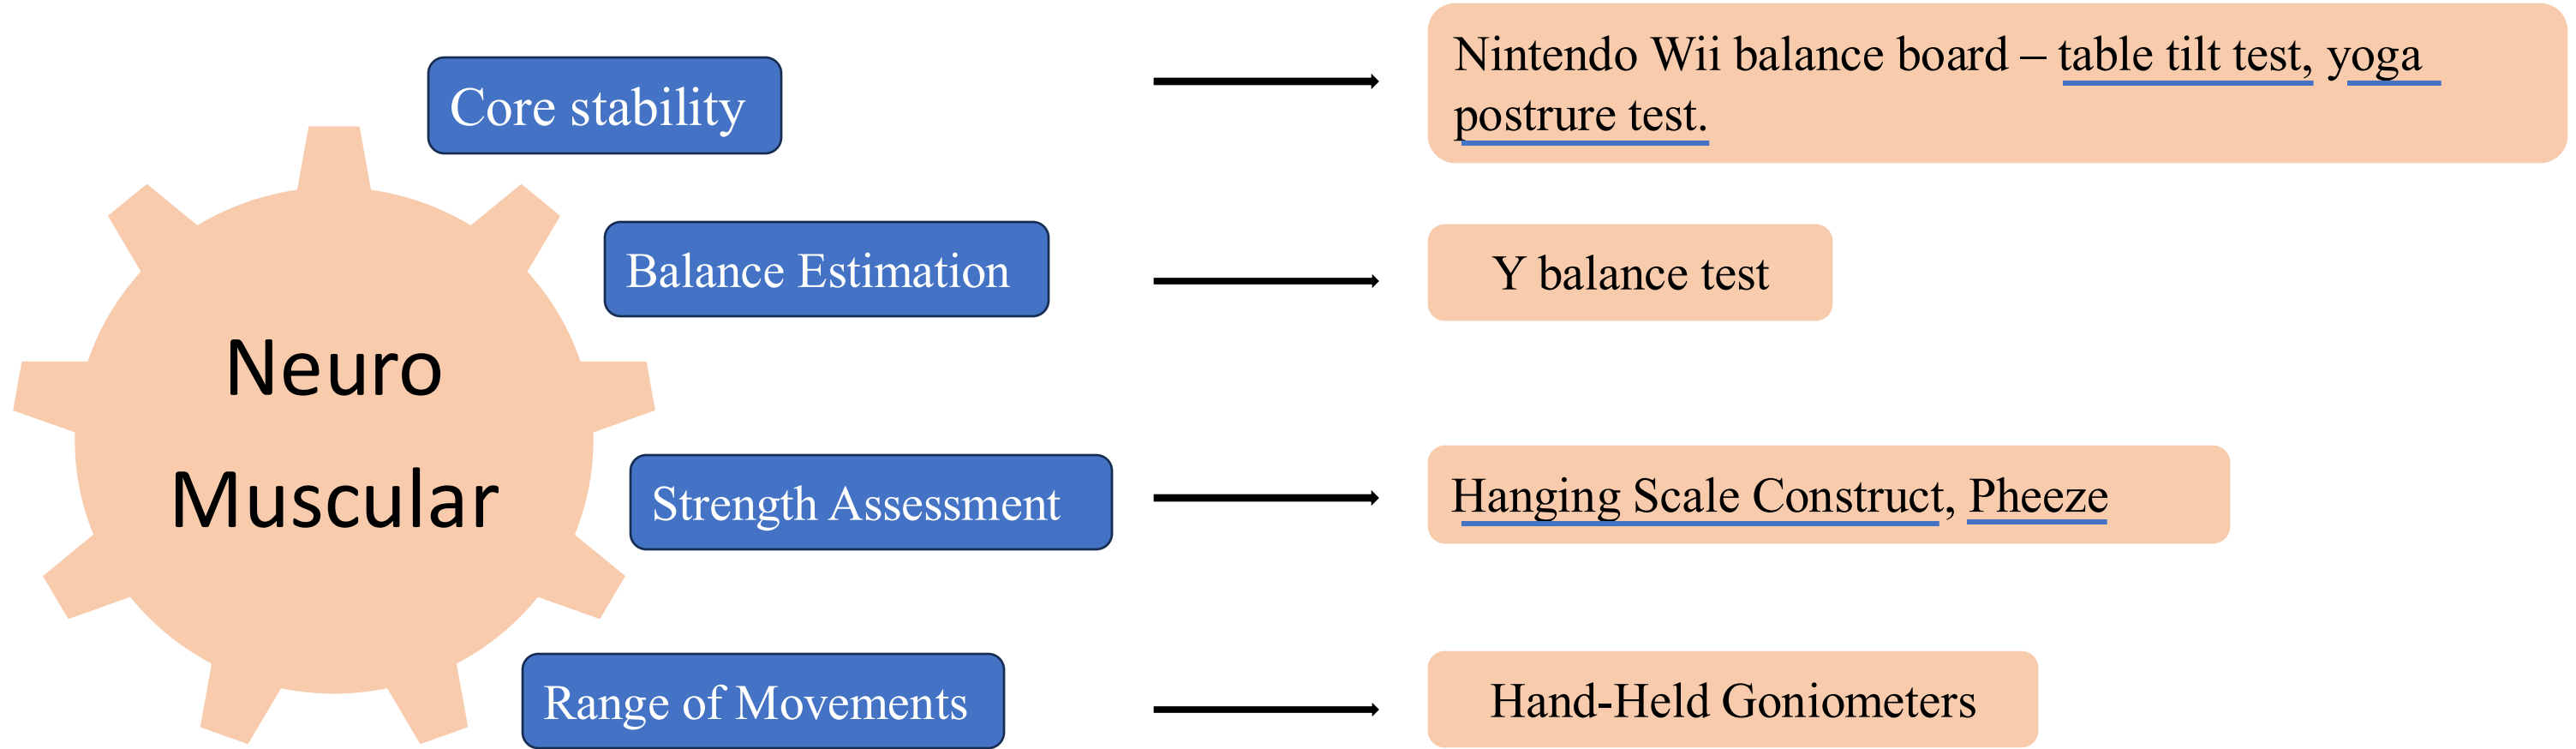 Core stability
Nintendo Wii balance board – table tilt test, yoga
postrure test.
Balance Estimation
Y balance test
Neuro
Muscular
Strength Assessment
Hanging Scale Construct, Pheeze
Range of Movements
Hand-Held Goniometers